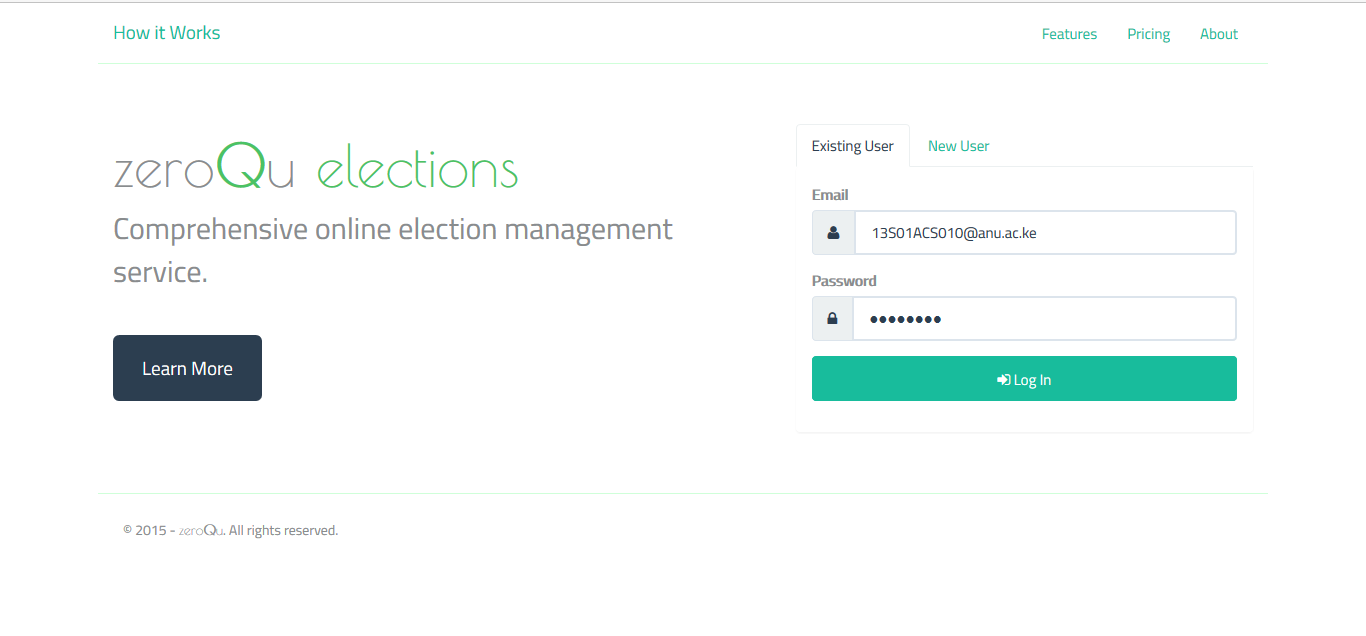 How it Works
Features
Pricing
About
zeroQu elections
Comprehensive online election management
service.
Learn More
Existing User
New User
Email
13S01ACS010@anu.ac.ke
Password
●●●●●●●●
Log In
© 2015 - zeroQu. All rights reserved.